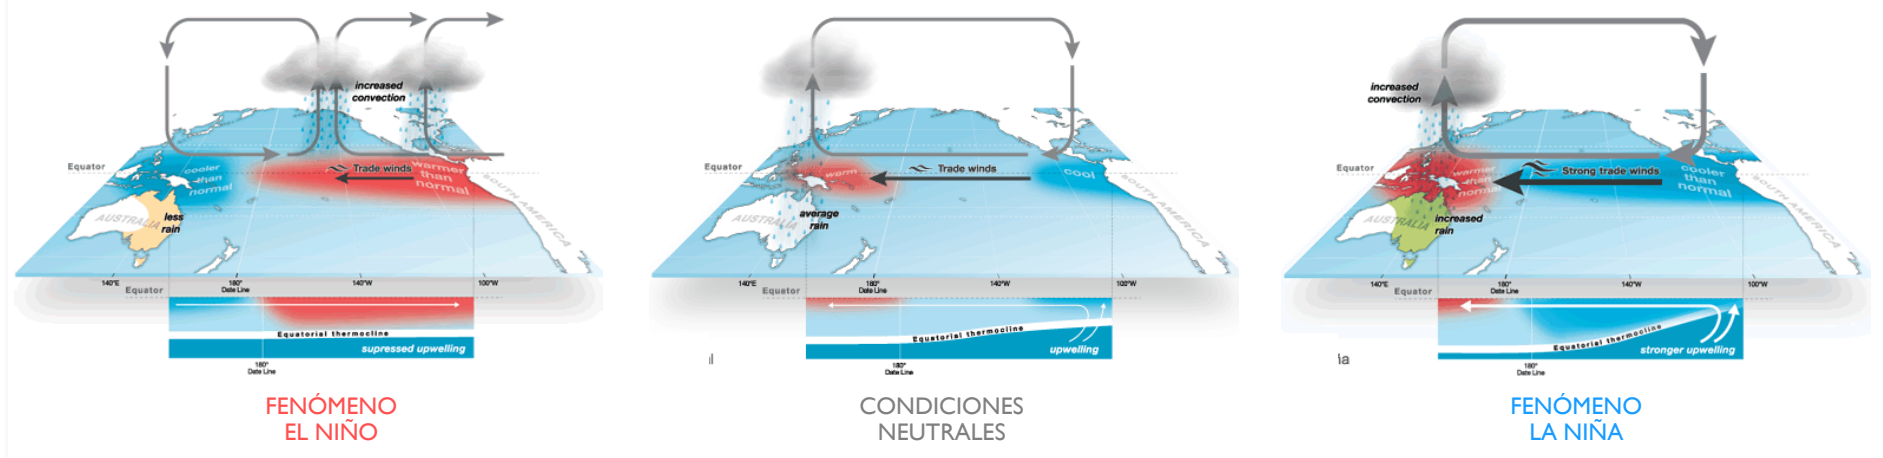 increased
convection
Equator
Trade winds
cooler
than
normal
warmer
than
normal
SOUTH AMERICA
AUSTRALIA
less
rain
140°E
180°
Date Line
140°W
100°W
Equator
Equatorial thermocline
supressed upwelling
180°
Date Line
FENÓMENO
EL NIÑO
Equator
Trade winds
warm
cool
SOUTH AMERICA
AUSTRALIA
average
rain
140°E
180°
Date Line
140°W
100°W
Equator
Equatorial thermocline
upwelling
l
180°
Date Line
CONDICIONES
NEUTRALES
increased
convection
Equator
Strong trade winds
warmer
than
normal
cooler
than
normal
SOUTH AMERICA
AUSTRALIA
increased
rain
140°E
180°
Date Line
140°W
100°W
Equator
Equatorial thermocline
stronger upwelling
ña
180°
Date Line
FENÓMENO
LA NIÑA